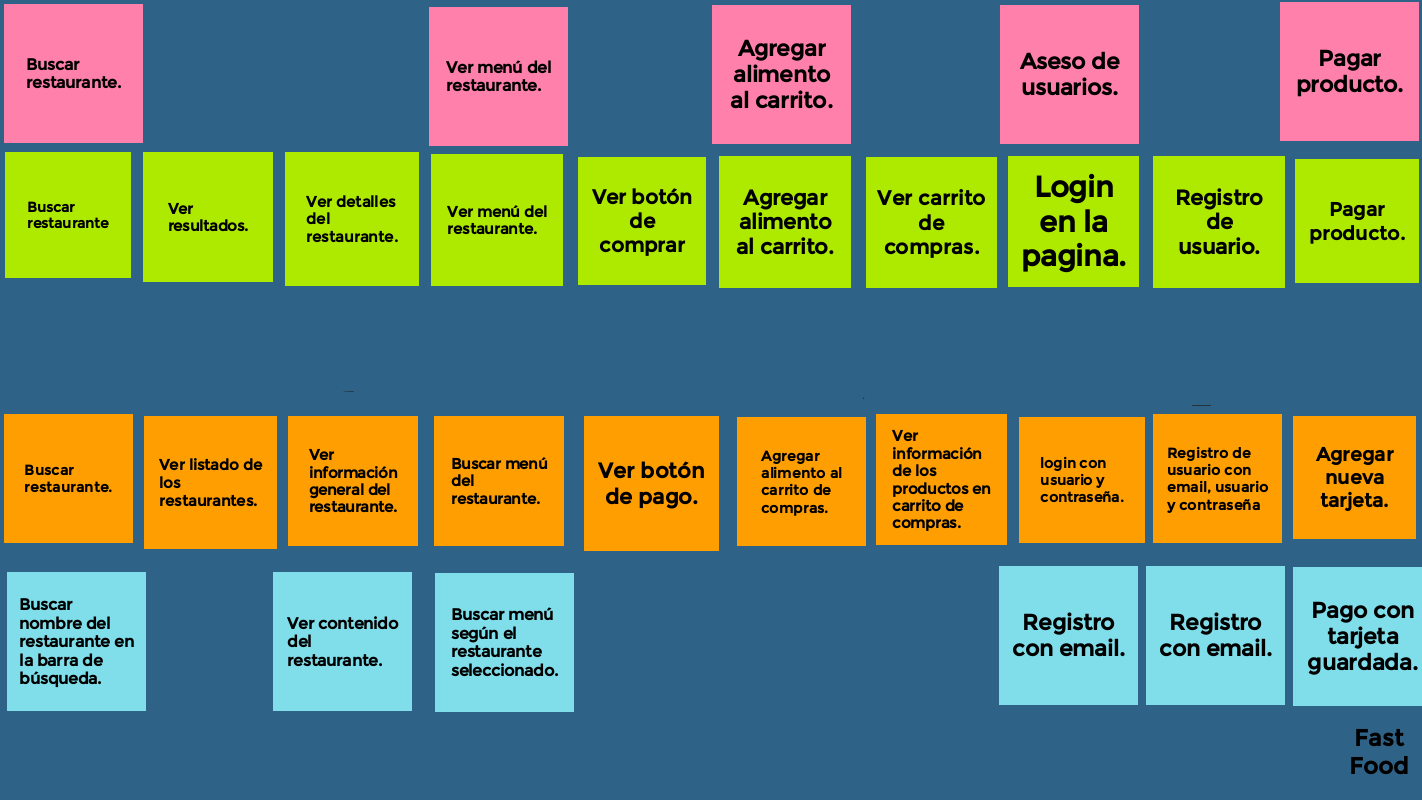 Buscar
restaurante.
Ver menú del
restaurante.
Agregar
alimento
al carrito.
Aseso de
usuarios.
Pagar
producto.
Buscar
restaurante
Ver
resultados.
Ver detalles
del
restaurante.
Ver menú del
restaurante.
Ver botón
de
comprar
Agregar
alimento
al carrito.
Ver carrito
de
compras.
Login
en la
pagina.
Registro
de
usuario.
Pagar
producto.
Buscar
restaurante.
Ver listado de
los
restaurantes.
Ver
información
general del
restaurante.
Buscar menú
del
restaurante.
Ver botón
de pago.
Agregar
alimento al
carrito de
compras.
Ver
información
de los
productos en
carrito de
compras.
login con
usuario y
contraseña.
Registro de
usuario con
email, usuario
y contraseña
Agregar
nueva
tarjeta.
Buscar
nombre del
restaurante en
la barra de
búsqueda.
Ver contenido
del
restaurante.
Buscar menú
según el
restaurante
seleccionado.
Registro
con email.
Registro
con email.
Pago con
tarjeta
guardada.
Fast
Food